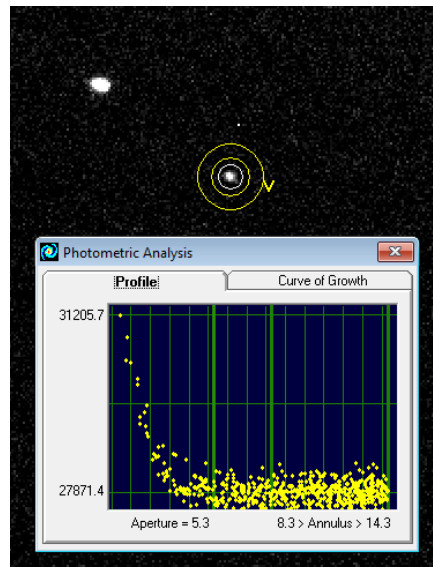 V
Photometric Analysis
Profile
Curve of Growth
31205.7
27871.4
Aperture = 5.3
8.3 > Annulus > 14.3